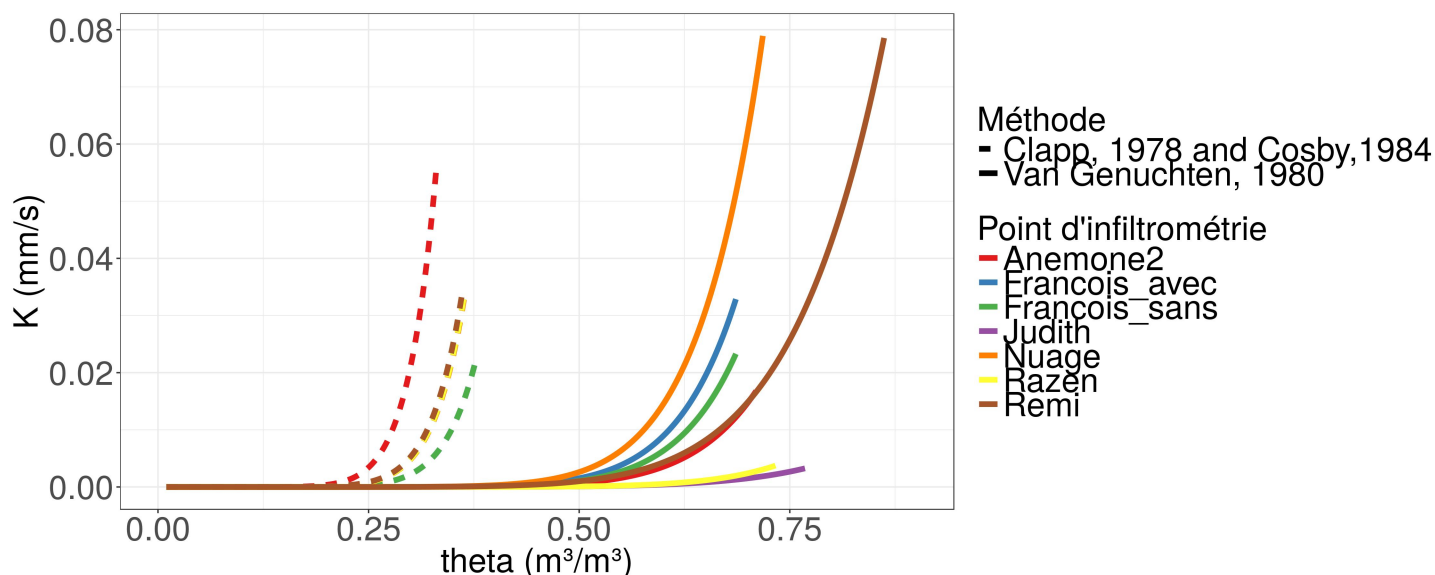 0.08
0.06
0.04
0.02
0.00
K (mm/s)
0.00 0.25 0.50 0.75
theta (m³/m³)
Méthode
Clapp, 1978 and Cosby,1984
Van Genuchten, 1980
Point d'infiltrométrie
Anemone2
Francois_avec
Francois_sans
Judith
Nuage
Razen
Remi